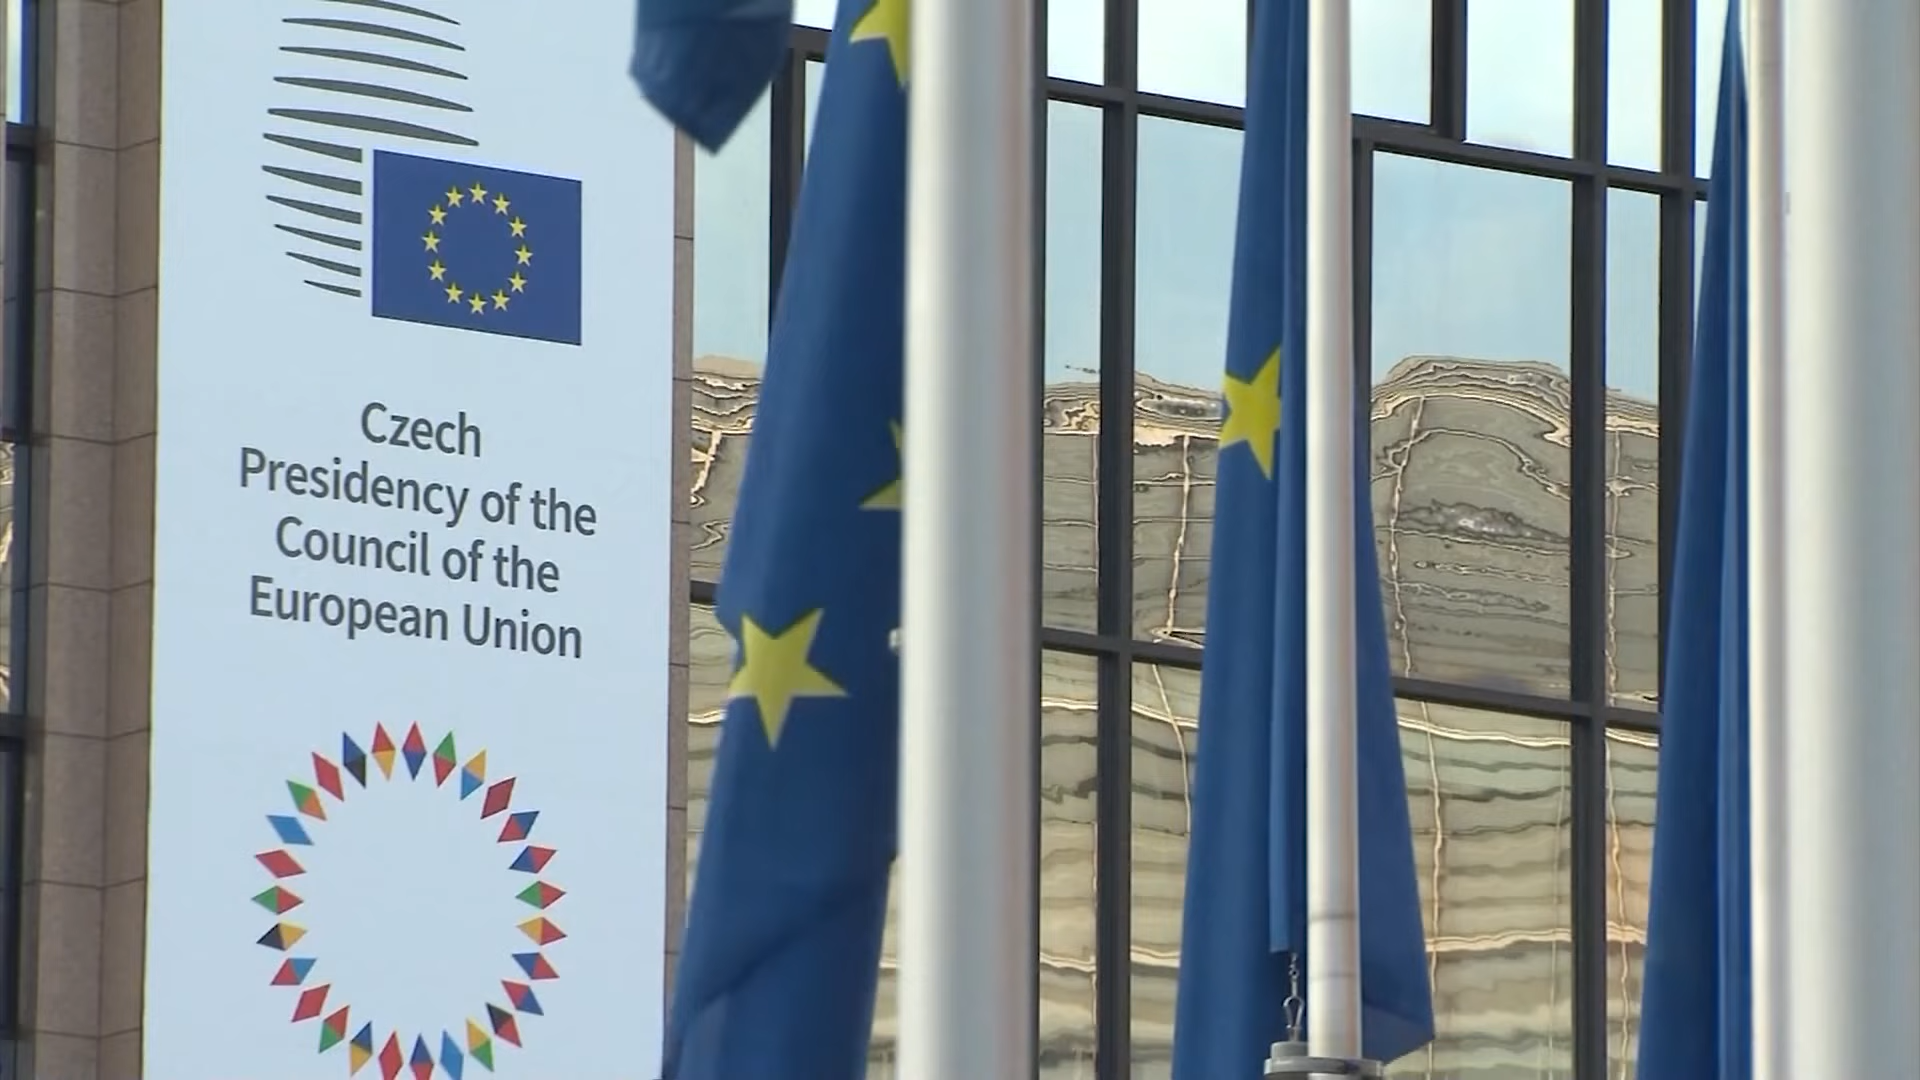 Czech
Presidency of the
Council of the
European Union